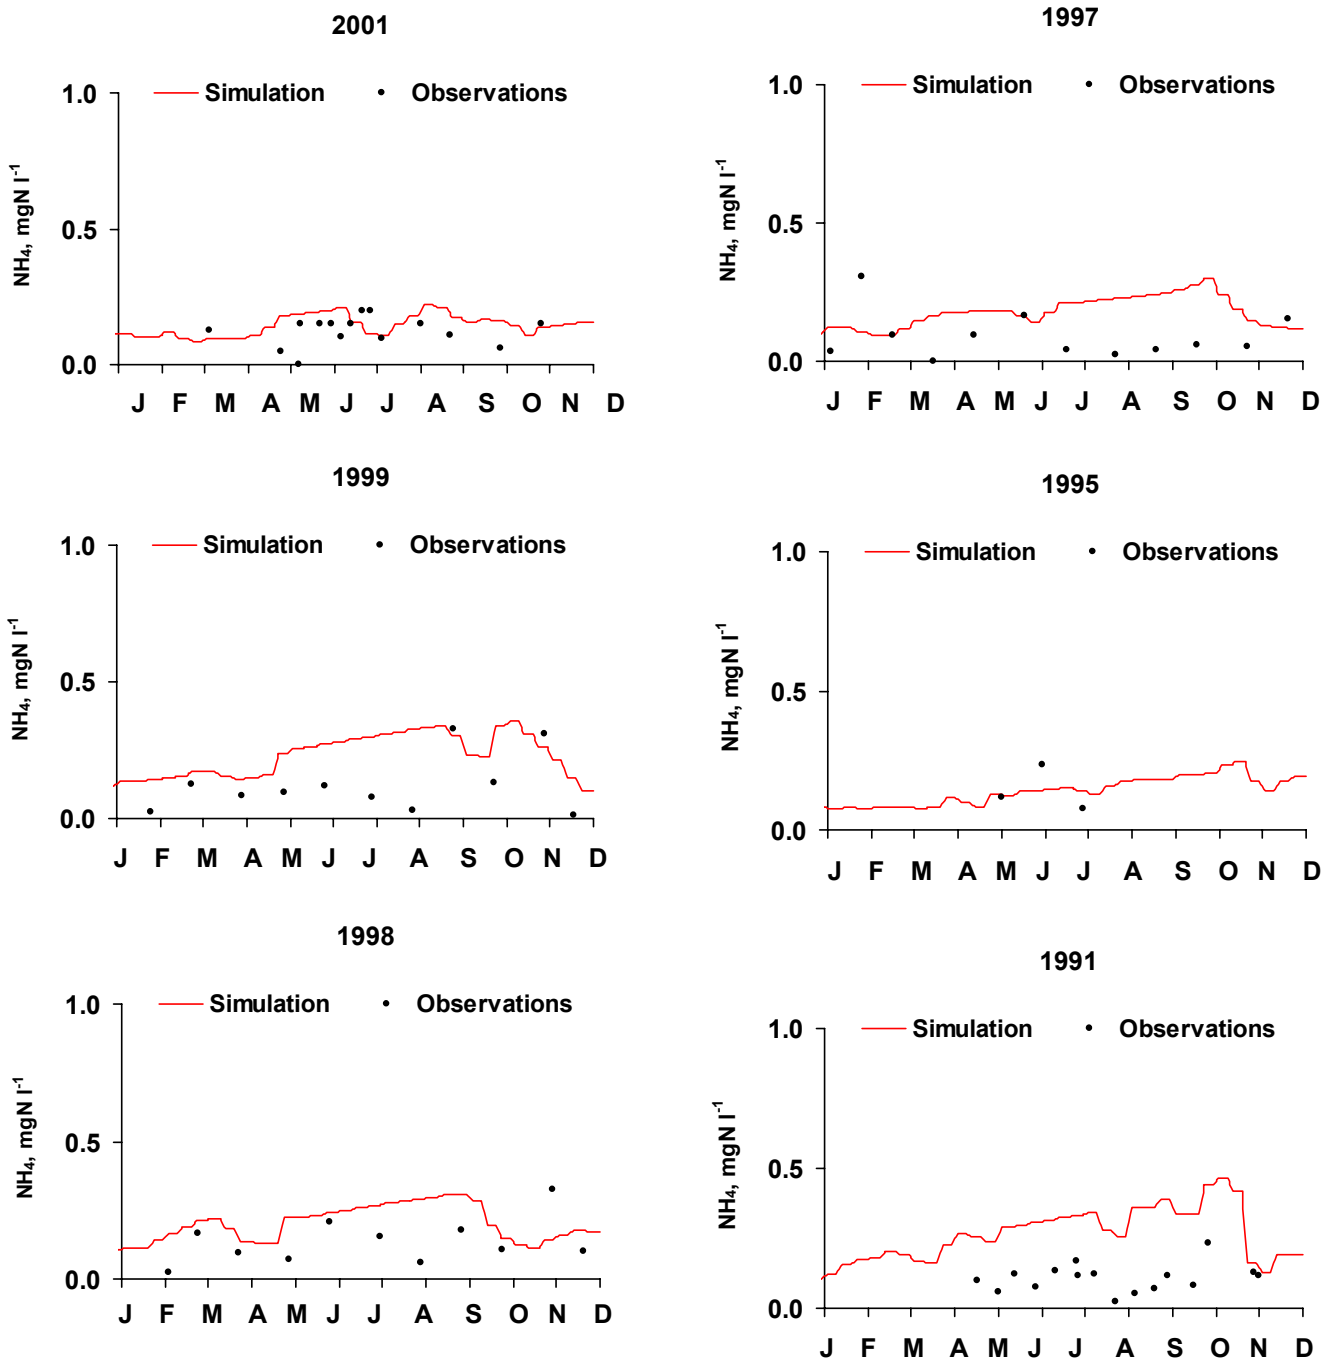 2001
Simulation Observations
NH4, mgN l-1
1.0
0.5
0.0
J F M A M J J A S O N D
1997
Simulation Observations
NH4, mgN l-1
1.0
0.5
0.0
J F M A M J J A S O N D
1999
Simulation Observations
NH4, mgN l-1
1.0
0.5
0.0
J F M A M J J A S O N D
1995
Simulation Observations
NH4, mgN l-1
1.0
0.5
0.0
J F M A M J J A S O N D
1998
Simulation Observations
NH4, mgN l-1
1.0
0.5
0.0
J F M A M J J A S O N D
1991
Simulation Observations
NH4, mgN l-1
1.0
0.5
0.0
J F M A M J J A S O N D